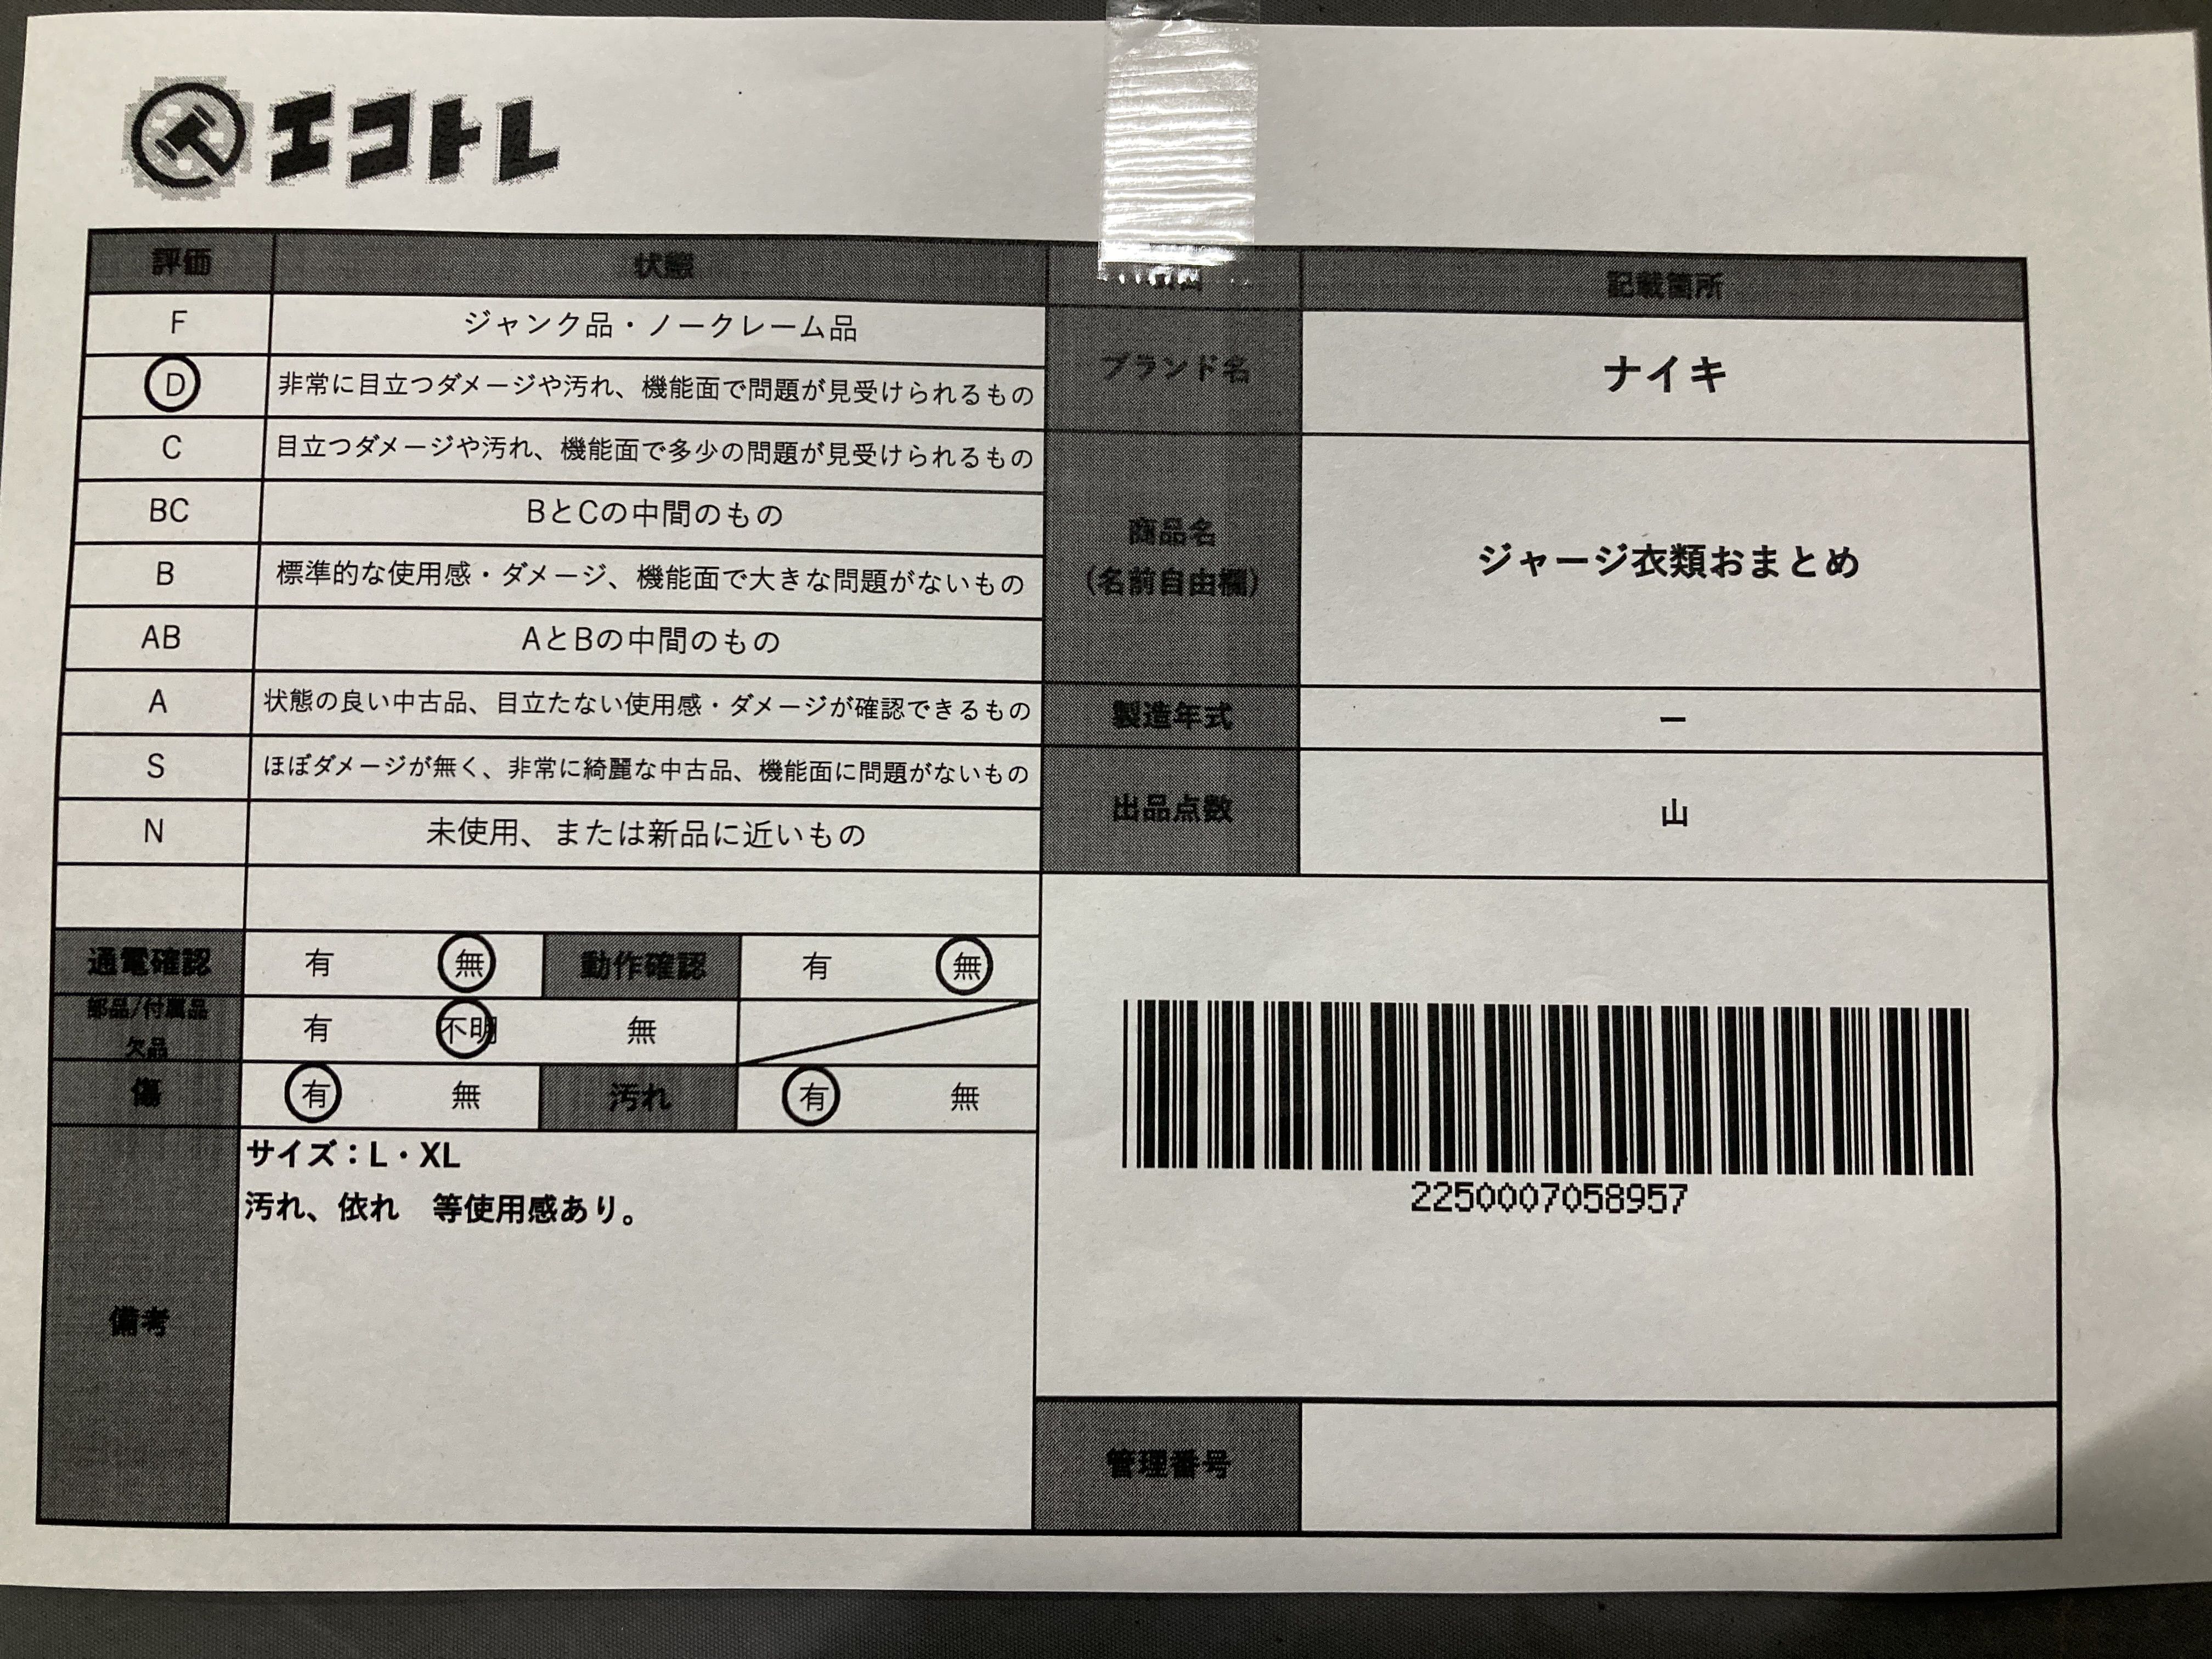 エコトレ
評価 状態
F ジャンク品・ノークレーム品
D 非常に目立つダメージや汚れ、機能面で問題が見受けられるもの
C 目立つダメージや汚れ、機能面で多少の問題が見受けられるもの
BC BとCの中間のもの
B 標準的な使用感・ダメージ、機能面で大きな問題がないもの
AB AとBの中間のもの
A 状態の良い中古品、目立たない使用感・ダメージが確認できるもの
S ほぼダメージが無く、非常に綺麗な中古品、機能面に問題がないもの
N 未使用、または新品に近いもの
通電確認 有 無 動作確認 有 無
部品/付属品
欠品
有 不明 無
傷 有 無 汚れ 有 無
備考
サイズ：L・XL
汚れ、依れ　等使用感あり。
記載箇所
ブランド名 ナイキ
商品名
(名前自由欄)
ジャージ衣類おまとめ
製造年式 ー
出品点数 山
2250007058957
管理番号